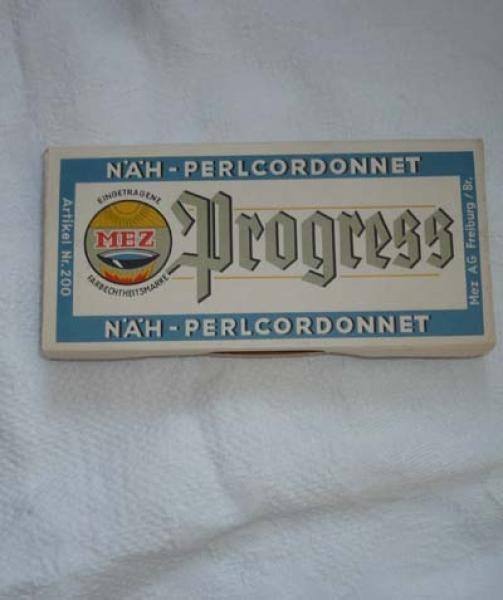 NÄH - PERLCORDONNET
Artikel Nr. 200
EINGETRAGENE
MEZ
FARBECHTHEITSMARKE
Progress
Mez AG Freiburg / Br.
NÄH - PERLCORDONNET